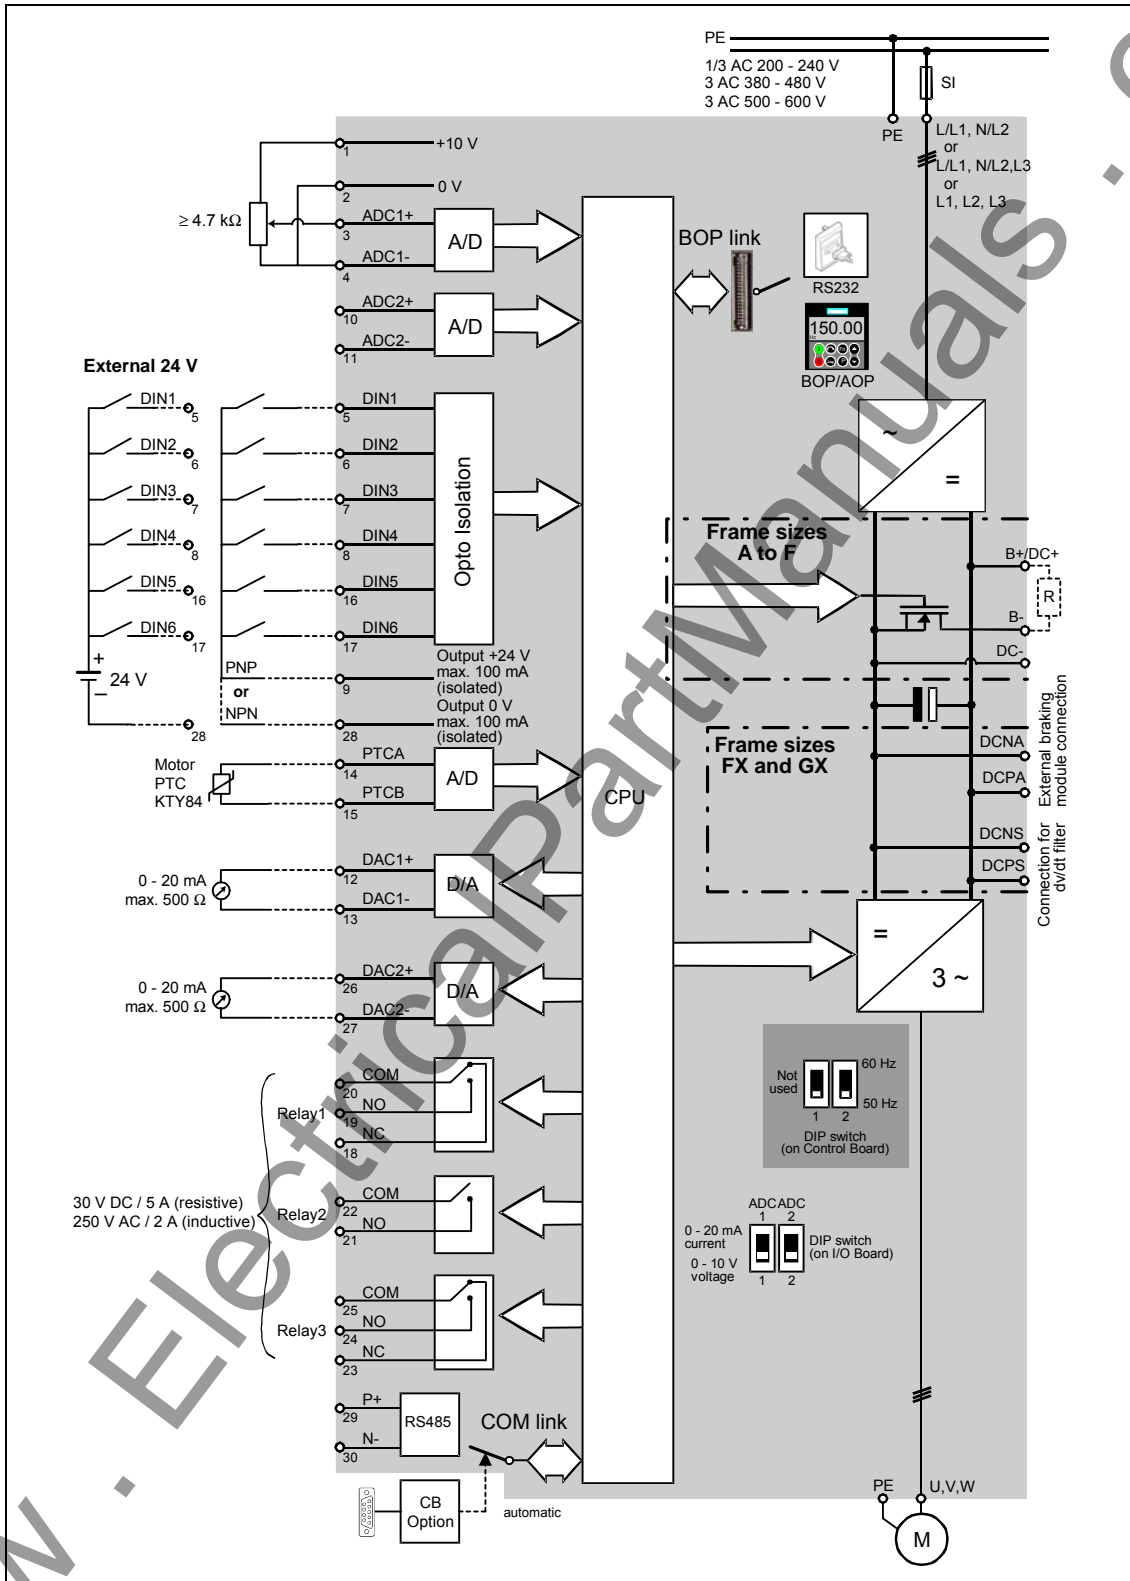 PE
1/3 AC 200 - 240 V
3 AC 380 - 480 V
3 AC 500 - 600 V
SI
PE
L/L1, N/L2
or
L/L1, N/L2,L3
or
L1, L2, L3
1
+10 V
2
0 V
≥ 4.7 kΩ
ADC1+
3
ADC1-
4
A/D
ADC2+
10
ADC2-
11
A/D
BOP link
RS232
150.00
Hz
BOP/AOP
External 24 V
DIN1
5
DIN2
6
DIN3
7
DIN4
8
DIN5
16
DIN6
17
+
24 V
–
28
DIN1
5
DIN2
6
DIN3
7
DIN4
8
DIN5
16
DIN6
17
Opto Isolation
PNP
or
NPN
9
Output +24 V
max. 100 mA
(isolated)
28
Output 0 V
max. 100 mA
(isolated)
~
=
Frame sizes
A to F
B+/DC+
R
B-
DC-
Frame sizes
FX and GX
DCNA
DCPA
DCNS
DCPS
External braking
module connection
Connection for
dv/dt filter
Motor
PTC
KTY84
PTCA
14
PTCB
15
A/D
CPU
0 - 20 mA
max. 500 Ω
DAC1+
12
DAC1-
13
D/A
0 - 20 mA
max. 500 Ω
DAC2+
26
DAC2-
27
D/A
=
3 ~
Not
used
60 Hz
50 Hz
1 2
DIP switch
(on Control Board)
30 V DC / 5 A (resistive)
250 V AC / 2 A (inductive)
Relay1
COM
20
NO
19
NC
18
Relay2
COM
22
NO
21
Relay3
COM
25
NO
24
NC
23
ADC ADC
1 2
0 - 20 mA
current
0 - 10 V
voltage
1 2
DIP switch
(on I/O Board)
P+
29
N-
30
RS485
COM link
CB
Option
automatic
PE
U,V,W
M
w . ElectricalPartManuals .